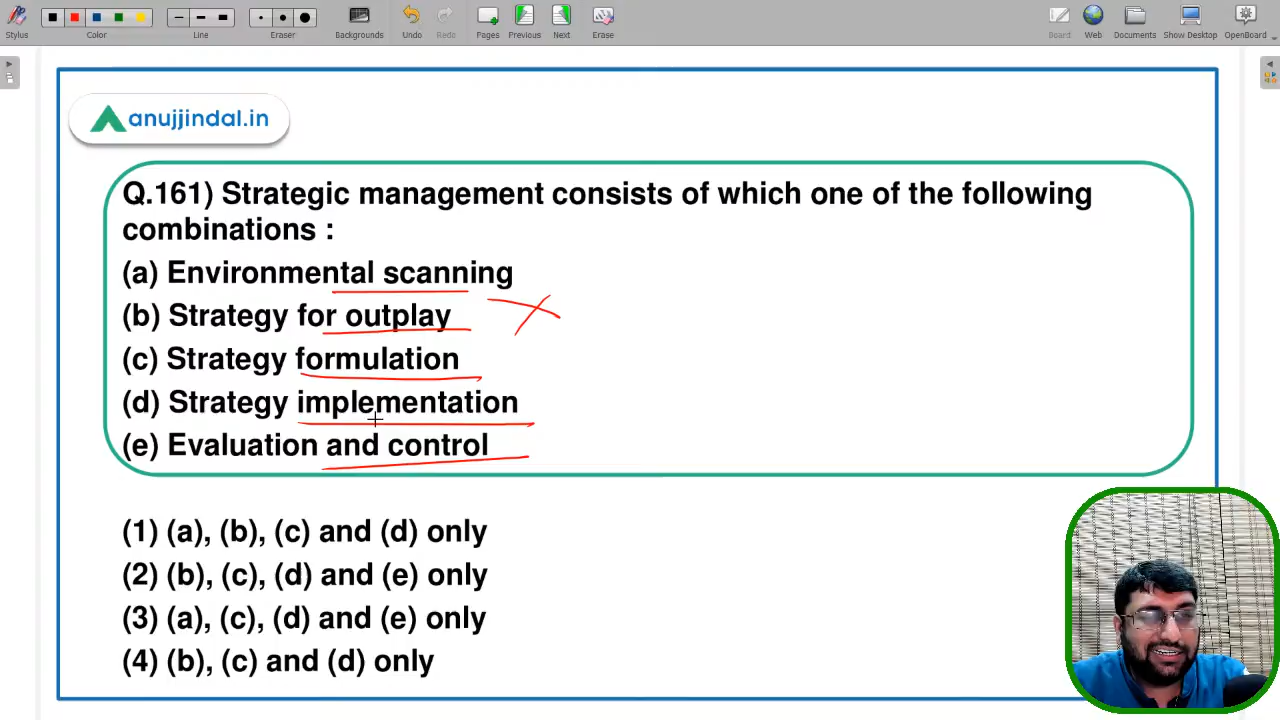 Stylus Color Line Eraser Backgrounds Undo Redo Pages Previous Next Erase Board Web Documents Show Desktop OpenBoard
anujjindal.in
Q.161) Strategic management consists of which one of the following
combinations :
(a) Environmental scanning
(b) Strategy for outplay
(c) Strategy formulation
(d) Strategy implementation
(e) Evaluation and control
(1) (a), (b), (c) and (d) only
(2) (b), (c), (d) and (e) only
(3) (a), (c), (d) and (e) only
(4) (b), (c) and (d) only